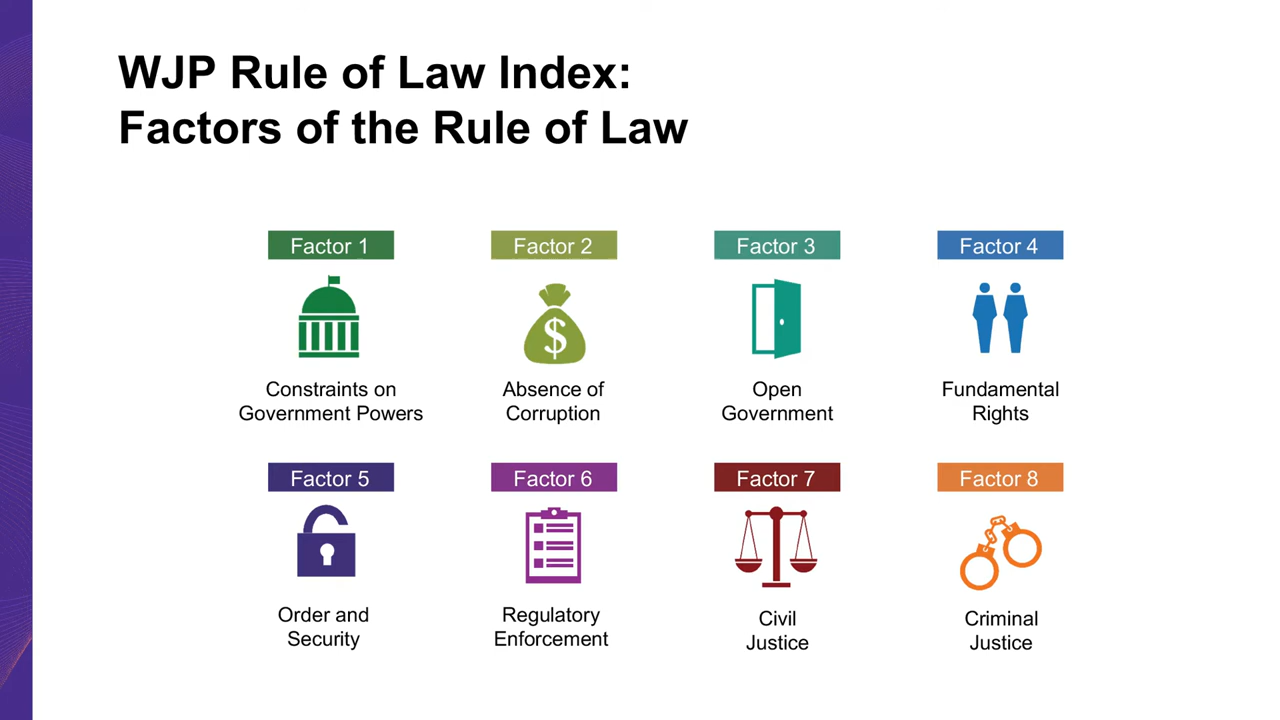 WJP Rule of Law Index:
Factors of the Rule of Law
Factor 1
Constraints on
Government Powers
Factor 2
$
Absence of
Corruption
Factor 3
Open
Government
Factor 4
Fundamental
Rights
Factor 5
Order and
Security
Factor 6
Regulatory
Enforcement
Factor 7
Civil
Justice
Factor 8
Criminal
Justice